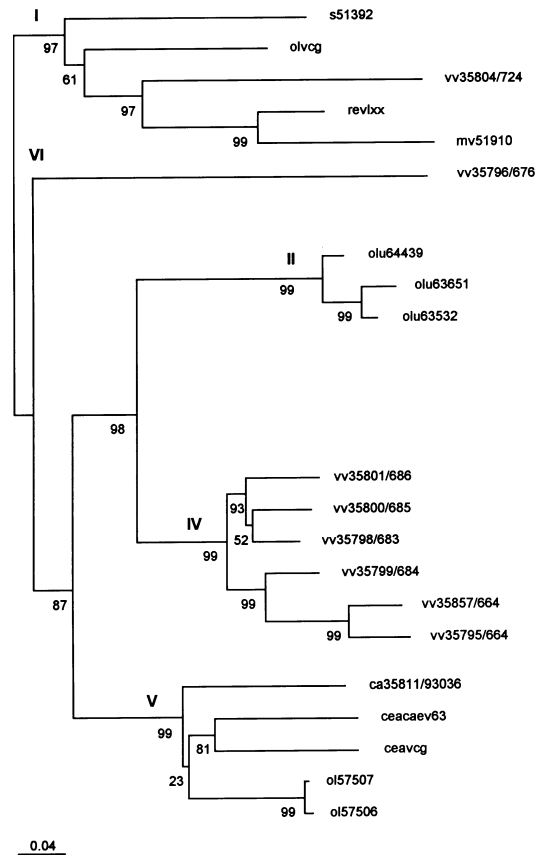 I
s51392
97
olvcg
61
vv35804/724
97
revlxx
99
mv51910
VI
vv35796/676
olu64439
II
99
olu63651
99
olu63532
98
vv35801/686
93
vv35800/685
IV
52
vv35798/683
99
vv35799/684
99
vv35857/664
87
99
vv35795/664
ca35811/93036
V
99
ceacaev63
81
ceavcg
23
ol57507
99
ol57506
0.04